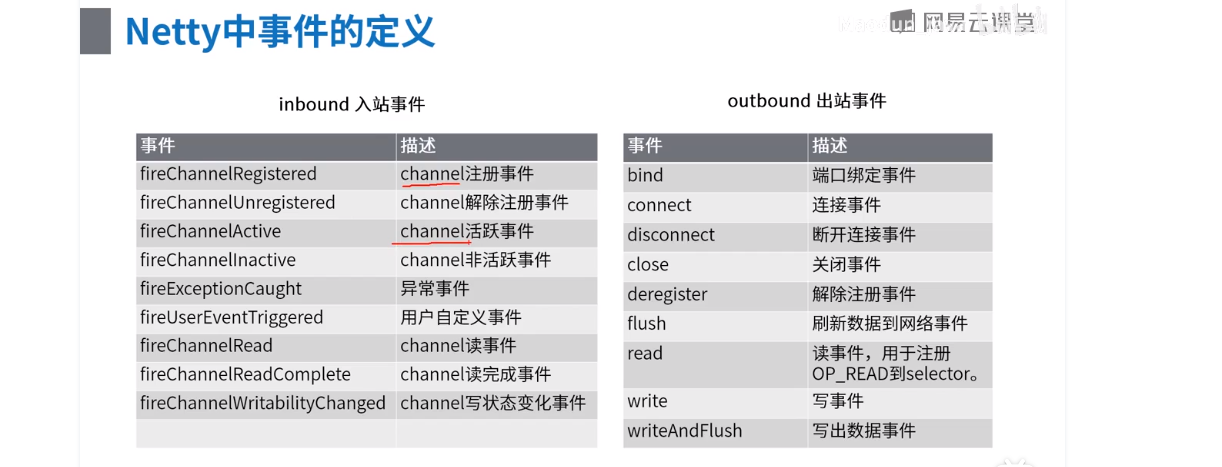 Netty中事件的定义
网易云课堂
inbound 入站事件
事件 描述
fireChannelRegistered channel注册事件
fireChannelUnregistered channel解除注册事件
fireChannelActive channel活跃事件
fireChannelInactive channel非活跃事件
fireExceptionCaught 异常事件
fireUserEventTriggered 用户自定义事件
fireChannelRead channel读事件
fireChannelReadComplete channel读完成事件
fireChannelWritabilityChanged channel写状态变化事件
outbound 出站事件
事件 描述
bind 端口绑定事件
connect 连接事件
disconnect 断开连接事件
close 关闭事件
deregister 解除注册事件
flush 刷新数据到网络事件
read 读事件，用于注册
OP_READ到selector。
write 写事件
writeAndFlush 写出数据事件